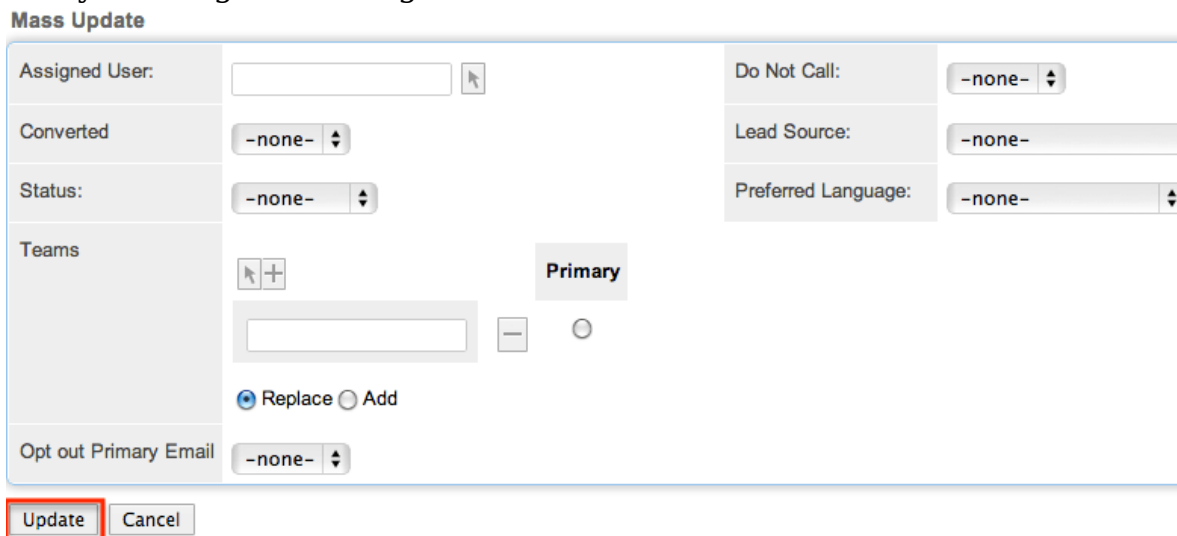 Mass Update
Assigned User:
Do Not Call: -none-
Converted -none-
Lead Source: -none-
Status: -none-
Preferred Language: -none-
Teams
Primary
Replace Add
Opt out Primary Email -none-
Update Cancel